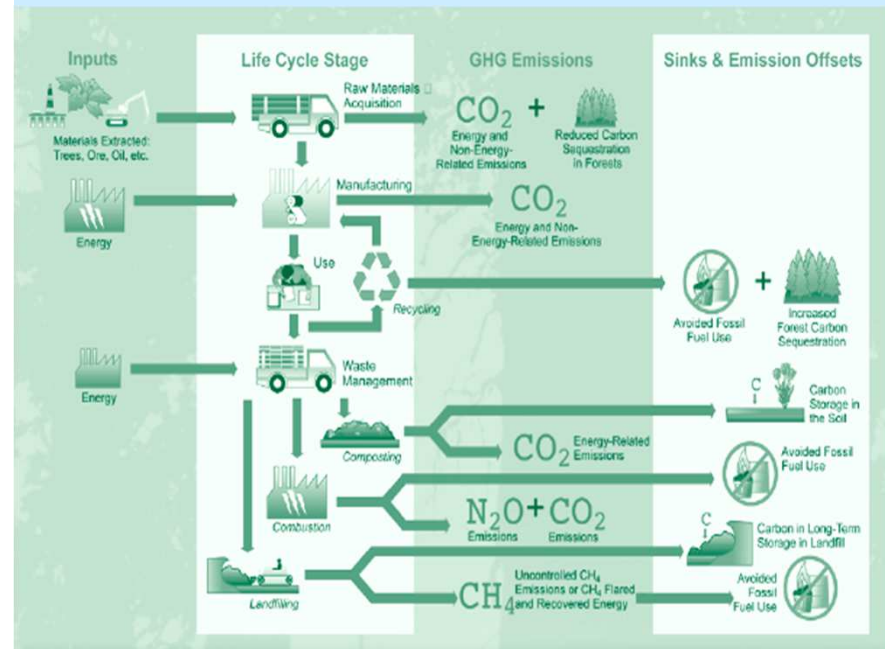 Inputs
Life Cycle Stage
GHG Emissions
Sinks & Emission Offsets
Raw Materials
Acquisition
CO2
+
Energy and
Non-Energy-
Related Emissions
Reduced Carbon
Sequestration
in Forests
Materials Extracted:
Trees, Ore, Oil, etc.
Manufacturing
CO2
Energy and Non-
Energy-Related Emissions
Energy
Use
Recycling
+
Avoided Fossil
Fuel Use
Increased
Forest Carbon
Sequestration
Waste
Management
Energy
C
Carbon
Storage in
the Soil
Composting
CO2
Energy-Related
Emissions
Avoided Fossil
Fuel Use
Combustion
N2O+CO2
Emissions Emissions
C
Carbon in Long-Term
Storage in Landfill
Landfilling
CH4
Uncontrolled CH4
Emissions or CH4 Flared
and Recovered Energy
Avoided
Fossil
Fuel Use